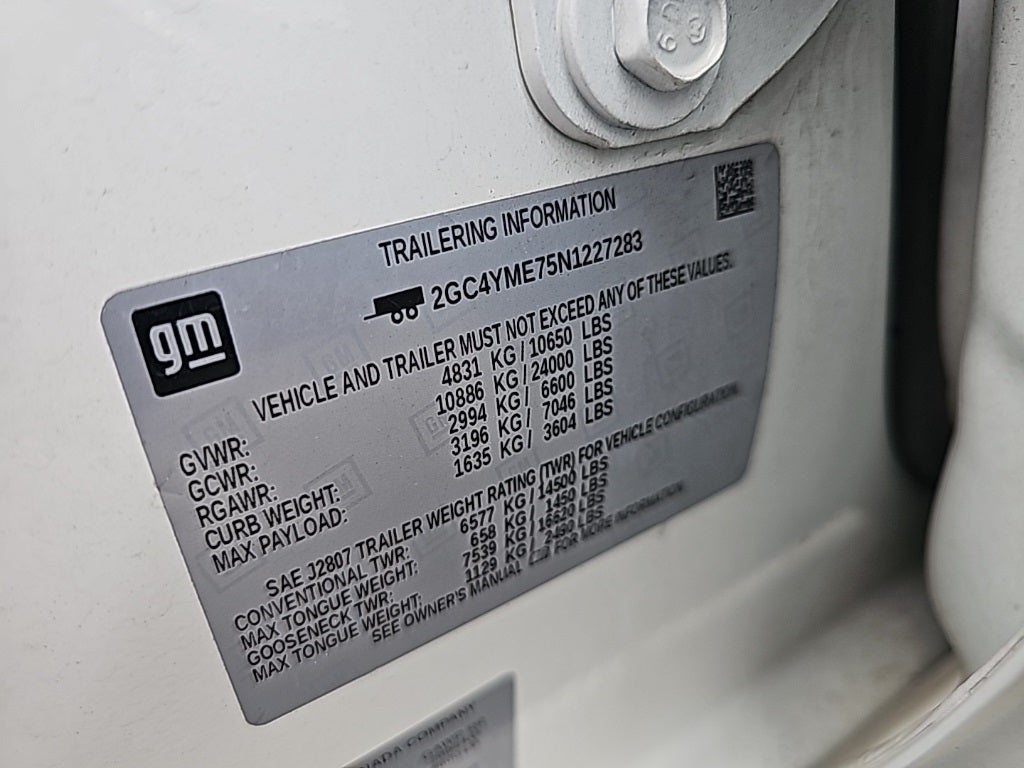 TRAILERING INFORMATION
2GC4YME75N1227283
gm
VEHICLE AND TRAILER MUST NOT EXCEED ANY OF THESE VALUES.
GVWR: 4831 KG / 10650 LBS
GCWR: 10886 KG / 24000 LBS
RGAWR: 2994 KG / 6600 LBS
CURB WEIGHT: 3196 KG / 7046 LBS
MAX PAYLOAD: 1635 KG / 3604 LBS
SAE J2807 TRAILER WEIGHT RATING (TWR) FOR VEHICLE CONFIGURATION.
CONVENTIONAL TWR: 6577 KG / 14500 LBS
MAX TONGUE WEIGHT: 658 KG / 1450 LBS
GOOSENECK TWR: 7539 KG / 16620 LBS
MAX TONGUE WEIGHT: 1129 KG / 2490 LBS
SEE OWNER'S MANUAL FOR MORE INFORMATION.
COMPANY